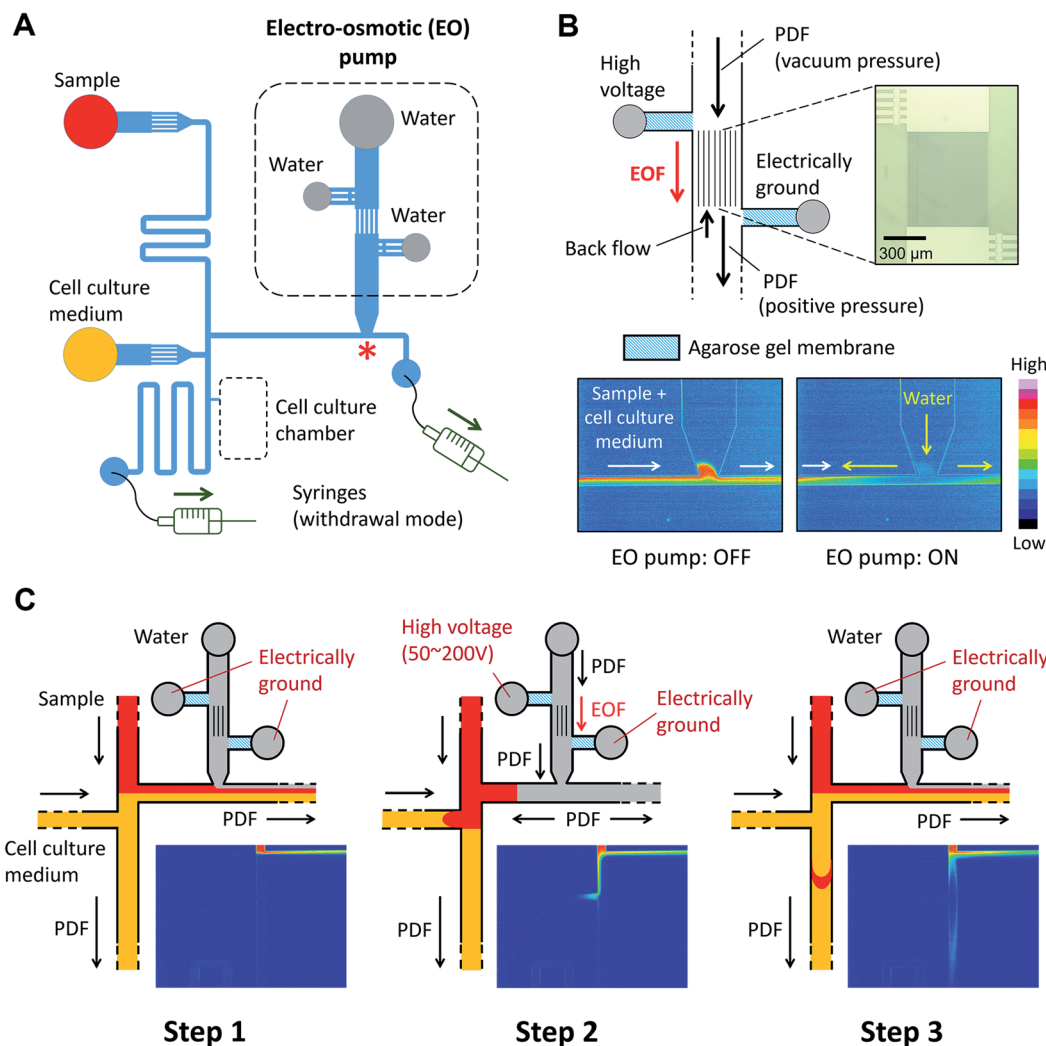 A
Electro-osmotic (EO)
pump
Sample
Water
Water
Water
Cell culture
medium
*
Cell culture
chamber
Syringes
(withdrawal mode)
B
PDF
(vacuum pressure)
High
voltage
EOF
Electrically
ground
Back flow
300 μm
PDF
(positive pressure)
Agarose gel membrane
High
Sample +
cell culture
medium
Water
Low
EO pump: OFF
EO pump: ON
C
Water
Electrically
ground
Sample
PDF
Cell culture
medium
PDF
Step 1
High voltage
(50~200V)
PDF
EOF
Electrically
ground
PDF
PDF
PDF
Step 2
Water
Electrically
ground
PDF
PDF
Step 3